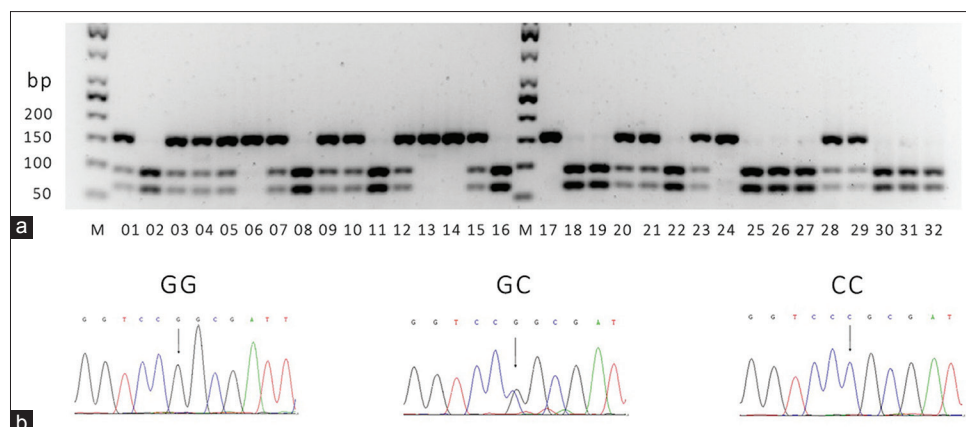 a
bp
200
150
100
50
M 01 02 03 04 05 06 07 08 09 10 11 12 13 14 15 16 M 17 18 19 20 21 22 23 24 25 26 27 28 29 30 31 32
GG GC CC
G G T C C G G C G A T T
G G T C C G G C G A T
G G T C C C G C G A T
b